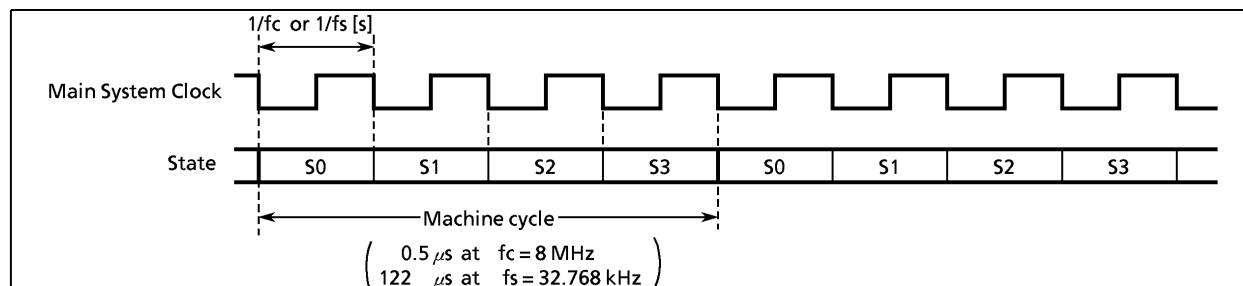 1/fc or 1/fs [s]
Main System Clock
State S0 S1 S2 S3 S0 S1 S2 S3
Machine cycle
0.5 μs at fc = 8 MHz
122 μs at fs = 32.768 kHz